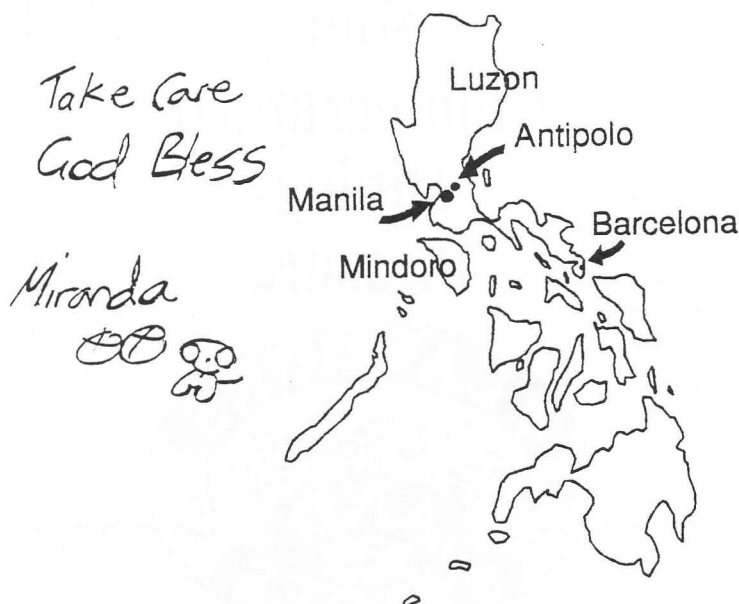 Take Care
God Bless
Miranda
Luzon
Antipolo
Manila
Barcelona
Mindoro